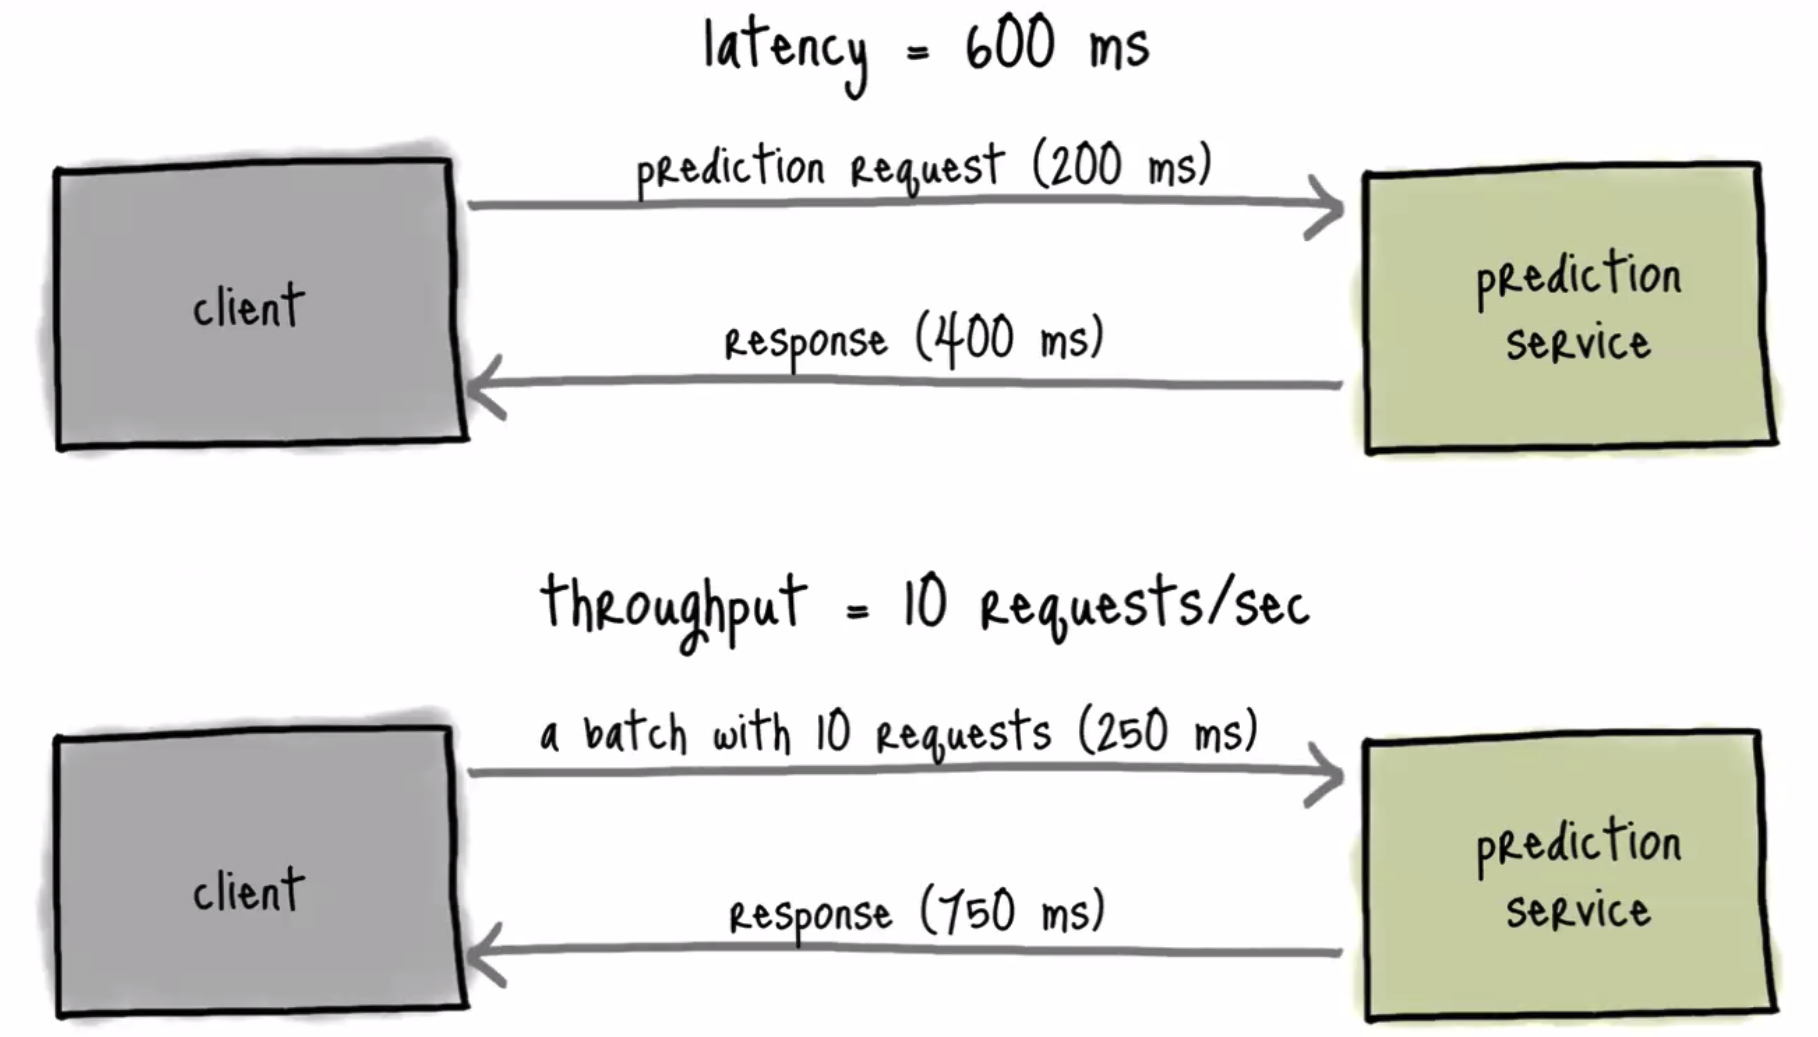 latency = 600 ms
prediction request (200 ms)
client
prediction
service
response (400 ms)
throughput = 10 requests/sec
a batch with 10 requests (250 ms)
client
prediction
service
response (750 ms)